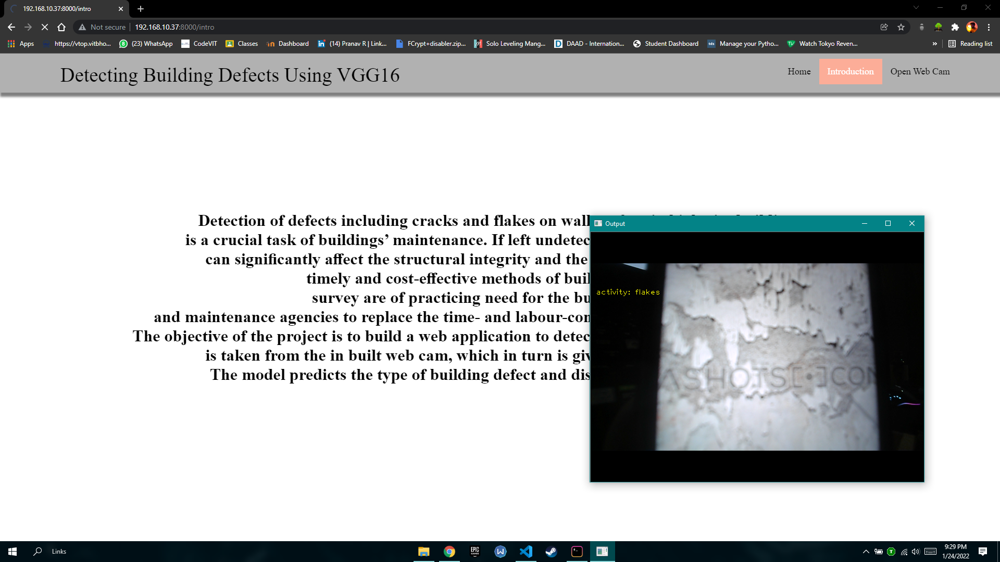 192.168.10.37:8000/intro
Not secure
192.168.10.37:8000/intro
Apps
https://vtop.vitbho...
(23) WhatsApp
CodeVIT
Classes
Dashboard
(14) Pranav R | Link...
FCrypt+disabler.zip...
Solo Leveling Mang...
DAAD - Internation...
Student Dashboard
Manage your Pytho...
Watch Tokyo Reven...
»
Reading list
Detecting Building Defects Using VGG16
Home
Introduction
Open Web Cam
Detection of defects including cracks and flakes on wall
is a crucial task of buildings’ maintenance. If left undetec
can significantly affect the structural integrity and the
timely and cost-effective methods of buil
survey are of practicing need for the bu
and maintenance agencies to replace the time- and labour-con
The objective of the project is to build a web application to detec
is taken from the in built web cam, which in turn is giv
The model predicts the type of building defect and dis
Output
activity: flakes
ASHOTS[•]CON
Links
9:29 PM
1/24/2022